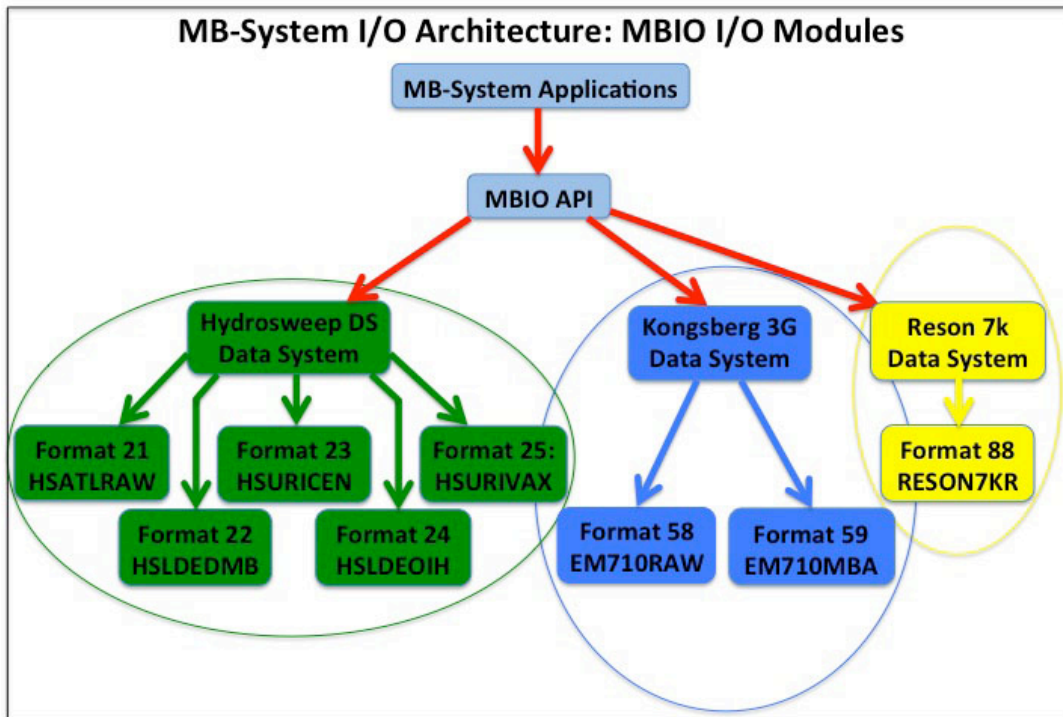 MB-System I/O Architecture: MBIO I/O Modules
MB-System Applications
MBIO API
Hydrosweep DS
Data System
Kongsberg 3G
Data System
Reson 7k
Data System
Format 21
HSATLRAW
Format 23
HSURICEN
Format 25:
HSURIVAX
Format 88
RESON7KR
Format 22
HSLDEDMB
Format 24
HSLDEOIH
Format 58
EM710RAW
Format 59
EM710MBA